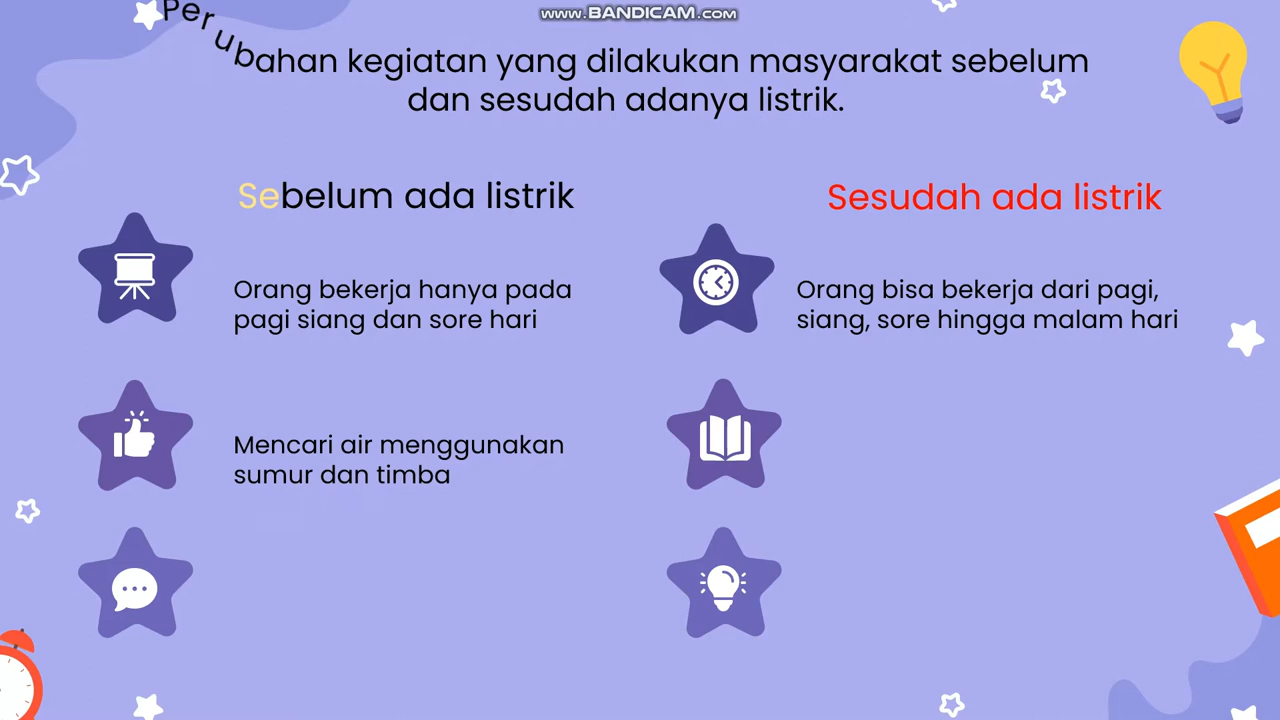 www.BANDICAM.com
Perubahan kegiatan yang dilakukan masyarakat sebelum
dan sesudah adanya listrik.
Sebelum ada listrik
Orang bekerja hanya pada
pagi siang dan sore hari
Mencari air menggunakan
sumur dan timba
Sesudah ada listrik
Orang bisa bekerja dari pagi,
siang, sore hingga malam hari